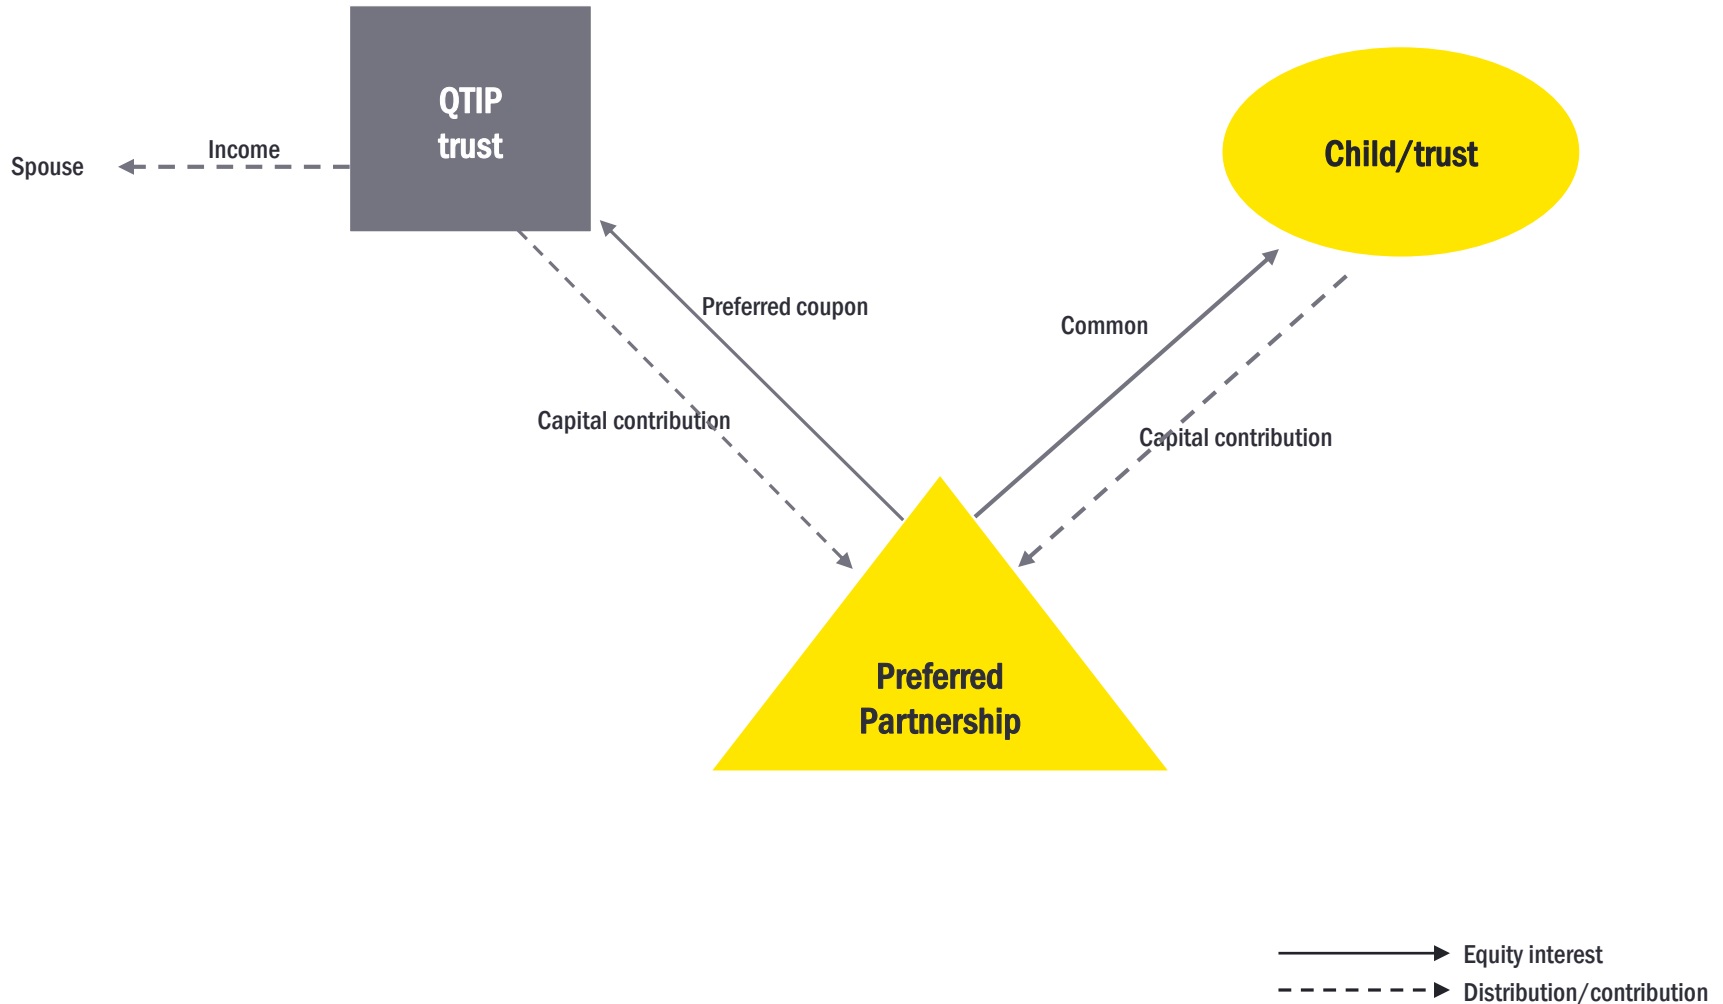 QTIP
trust
Child/trust
Income
Spouse
Preferred coupon
Common
Capital contribution
Capital contribution
Preferred
Partnership
Equity interest
Distribution/contribution